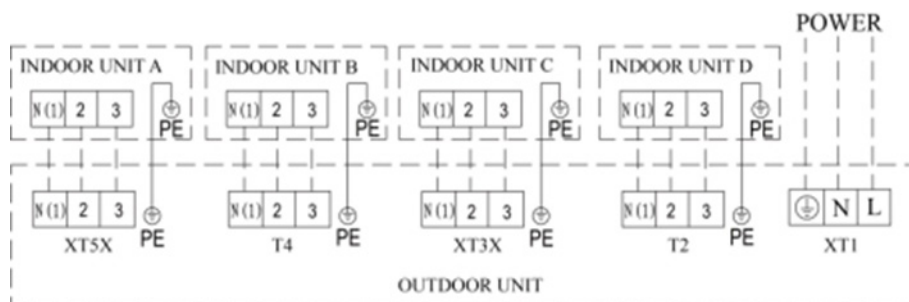 POWER
INDOOR UNIT A INDOOR UNIT B INDOOR UNIT C INDOOR UNIT D
N(1) 2 3 PE N(1) 2 3 PE N(1) 2 3 PE N(1) 2 3 PE
N(1) 2 3 PE N(1) 2 3 PE N(1) 2 3 PE N(1) 2 3 PE N L
XT5X T4 XT3X T2 XT1
OUTDOOR UNIT